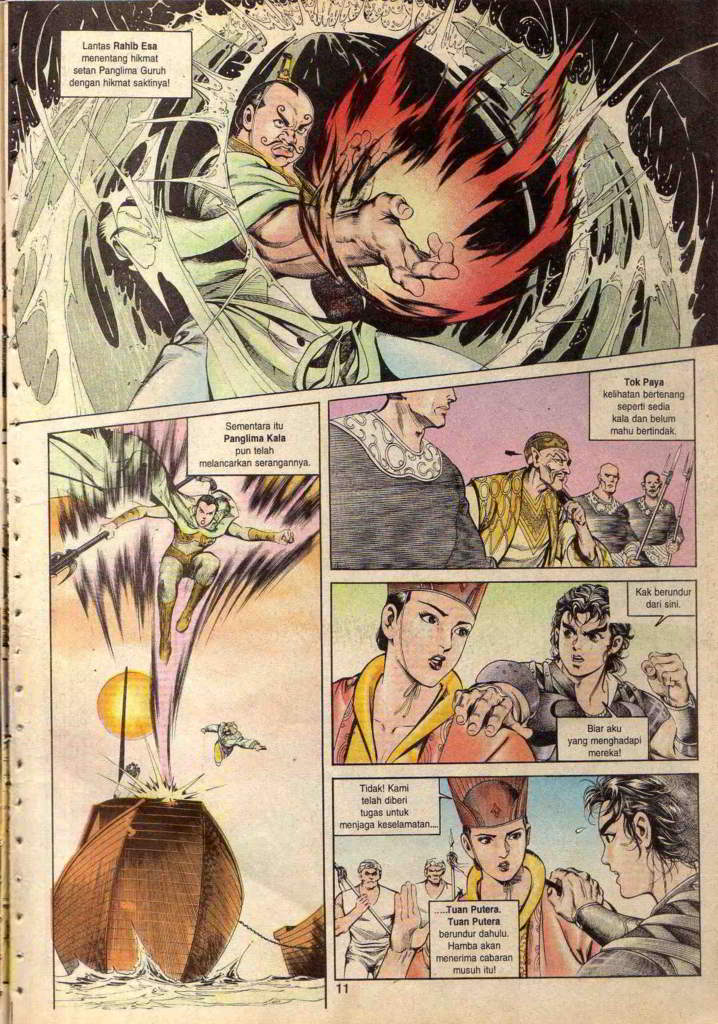 Lantas Rahib Esa
menentang hikmat
setan Panglima Guruh
dengan hikmat saktinya!
Sementara itu
Panglima Kala
pun telah
melancarkan serangannya.
Tok Paya
kelihatan bertenang
seperti sedia
kala dan belum
mahu bertindak.
Kak berundur
dari sini.
Biar aku
yang menghadapi
mereka!
Tidak! Kami
telah diberi
tugas untuk
menjaga keselamatan....
....Tuan Putera.
Tuan Putera
berundur dahulu.
Hamba akan
menerima cabaran
musuh itu!
11